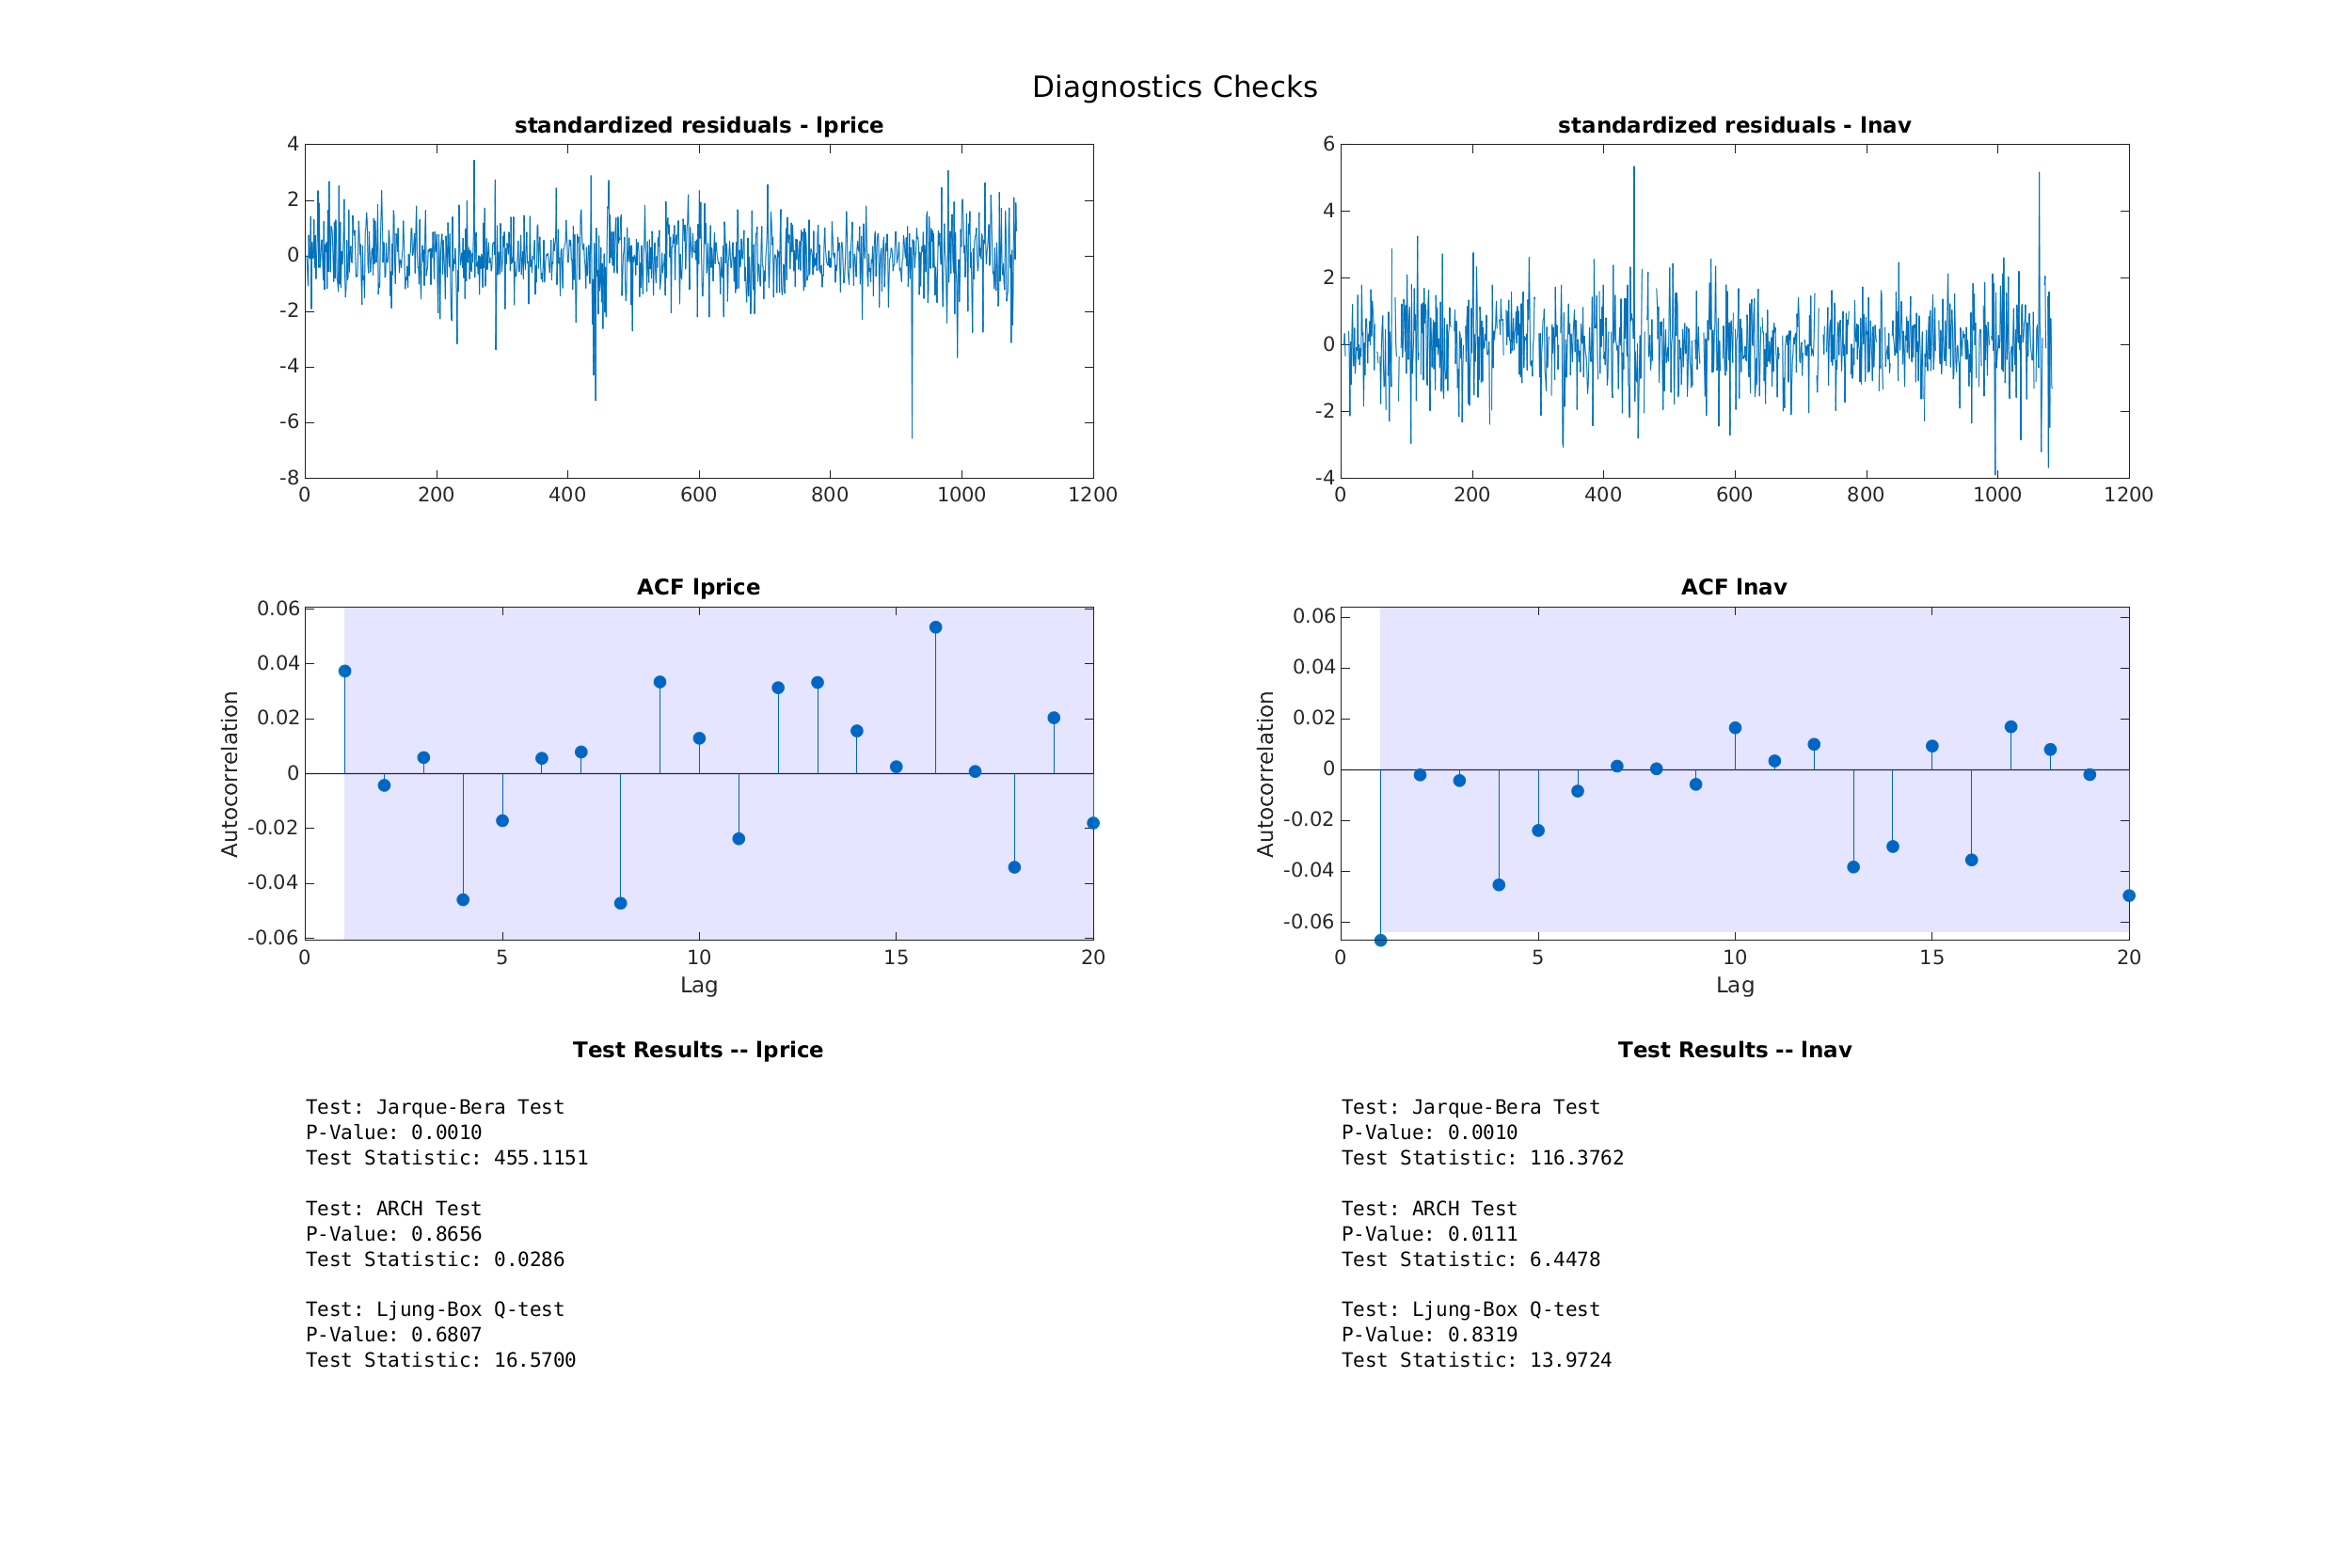 Diagnostics Checks
standardized residuals - lprice
4
2
0
-2
-4
-6
-8
0 200 400 600 800 1000 1200
standardized residuals - lnav
6
4
2
0
-2
-4
0 200 400 600 800 1000 1200
ACF lprice
Autocorrelation
0.06
0.04
0.02
0
-0.02
-0.04
-0.06
0 5 10 15 20
Lag
ACF lnav
Autocorrelation
0.06
0.04
0.02
0
-0.02
-0.04
-0.06
0 5 10 15 20
Lag
Test Results -- lprice
Test: Jarque-Bera Test
P-Value: 0.0010
Test Statistic: 455.1151
Test: ARCH Test
P-Value: 0.8656
Test Statistic: 0.0286
Test: Ljung-Box Q-test
P-Value: 0.6807
Test Statistic: 16.5700
Test Results -- lnav
Test: Jarque-Bera Test
P-Value: 0.0010
Test Statistic: 116.3762
Test: ARCH Test
P-Value: 0.0111
Test Statistic: 6.4478
Test: Ljung-Box Q-test
P-Value: 0.8319
Test Statistic: 13.9724